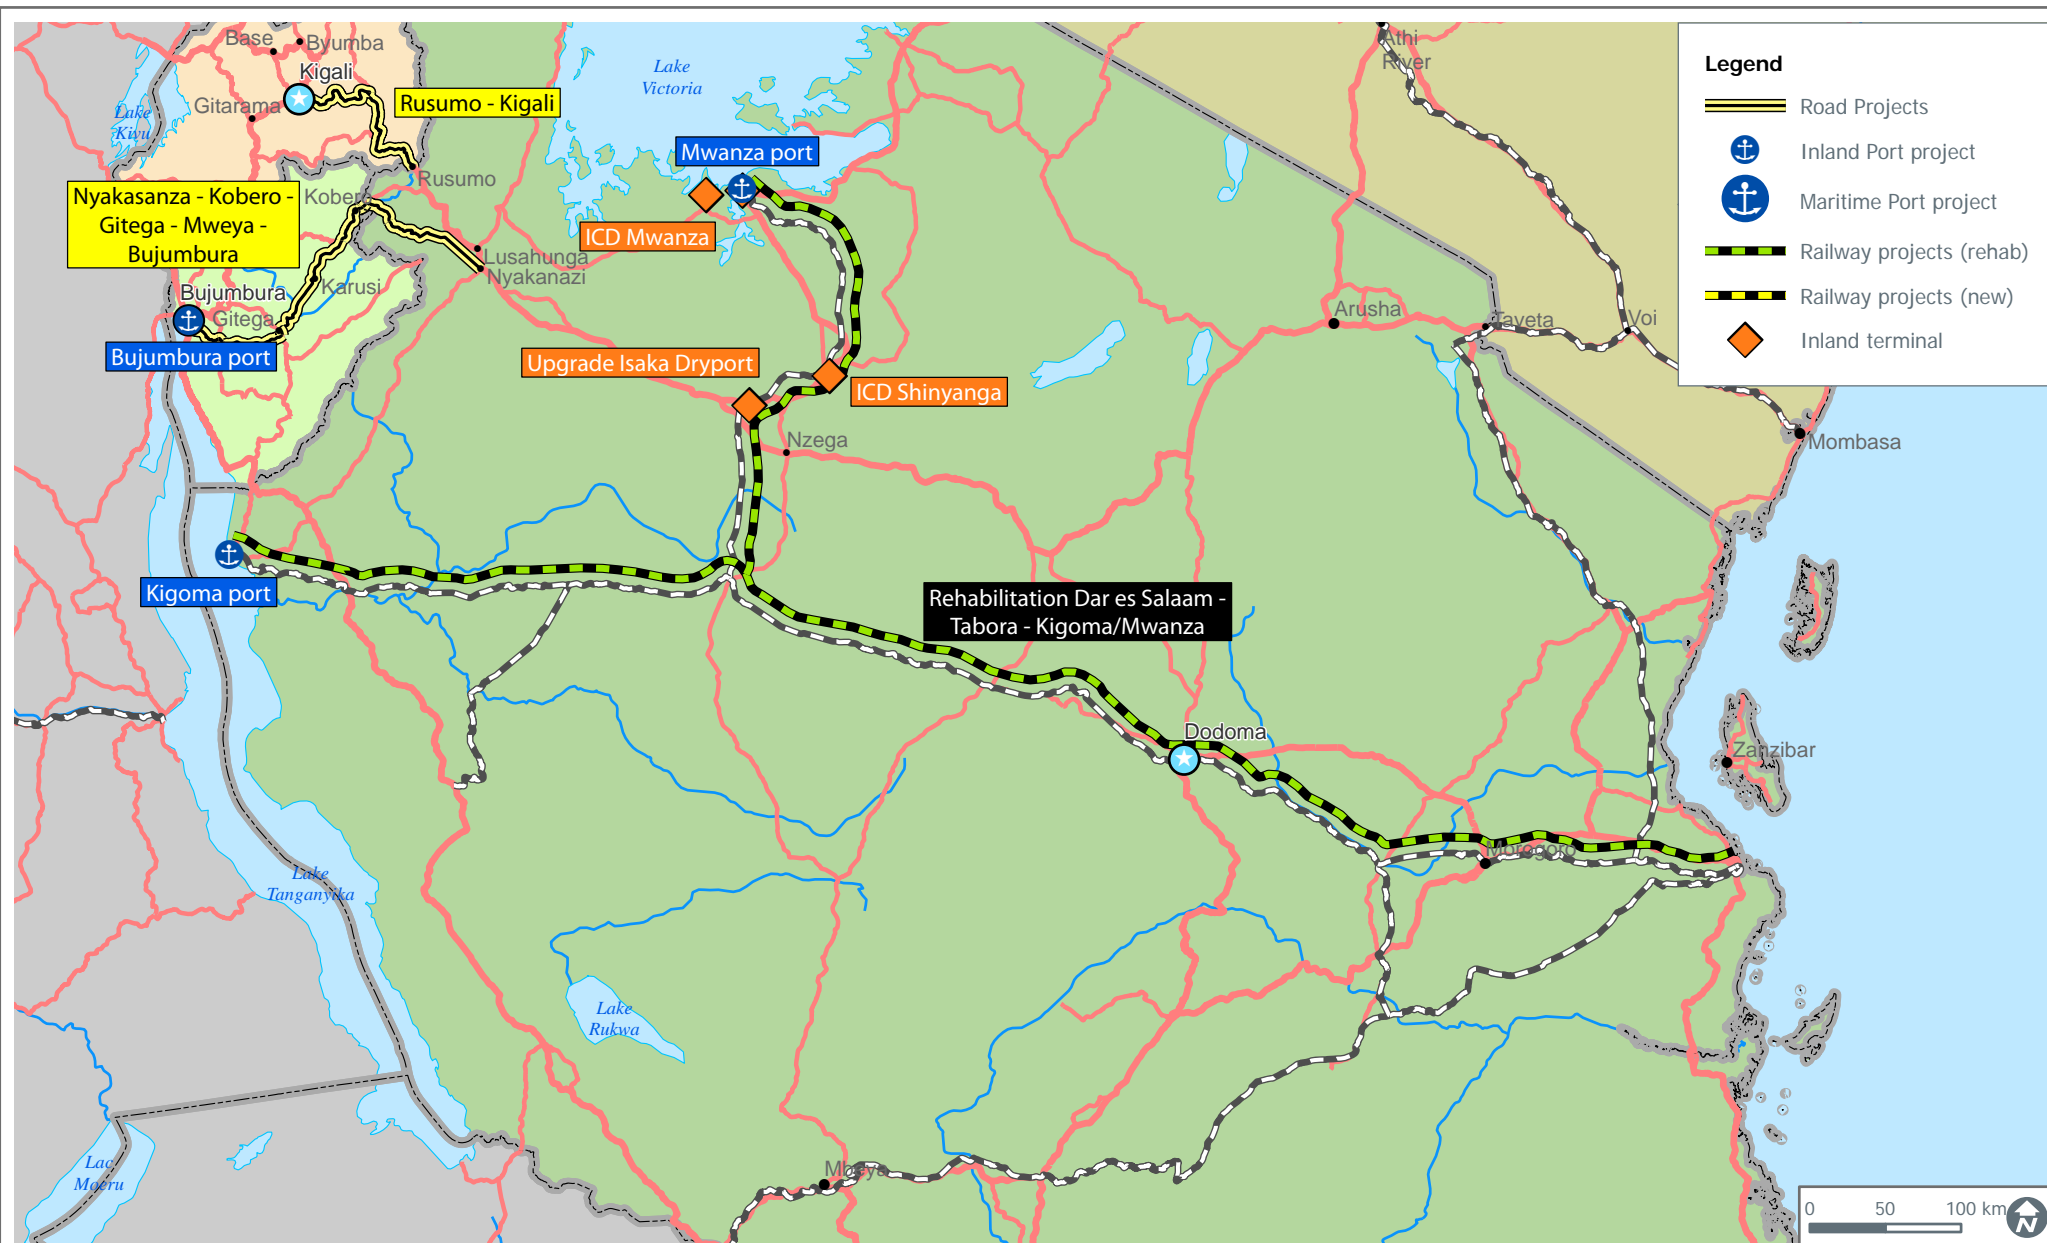 Base
Byumba
Kigali
Gitarama
Lake
Kivu
Rusumo - Kigali
Rusumo
Nyakasanza - Kobero -
Gitega - Mweya -
Bujumbura
Kobero
Lusahunga
Nyakanazi
Karusi
Bujumbura
Gitega
Bujumbura port
Lake
Victoria
Mwanza port
ICD Mwanza
Upgrade Isaka Dryport
ICD Shinyanga
Nzega
Kigoma port
Athi
River
Arusha
Taveta
Voi
Mombasa
Rehabilitation Dar es Salaam -
Tabora - Kigoma/Mwanza
Dodoma
Zanzibar
Morogoro
Lake
Tanganyika
Lake
Rukwa
Lac
Moeru
Mbeya
Legend
Road Projects
Inland Port project
Maritime Port project
Railway projects (rehab)
Railway projects (new)
Inland terminal
0 50 100 km
N